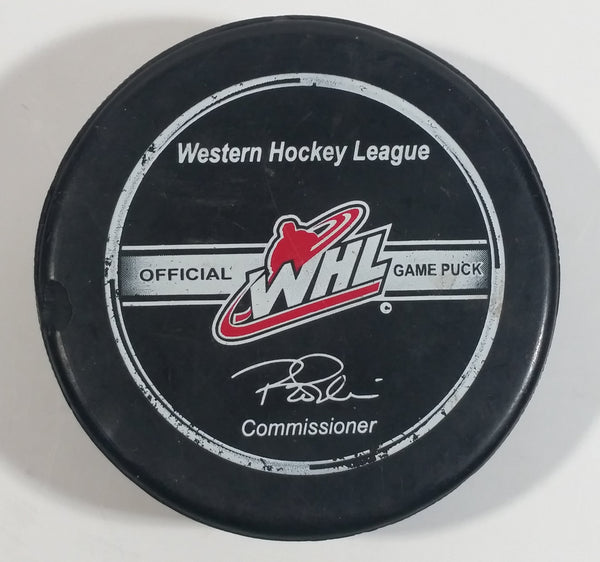 Western Hockey League
OFFICIAL WHL GAME PUCK
Commissioner